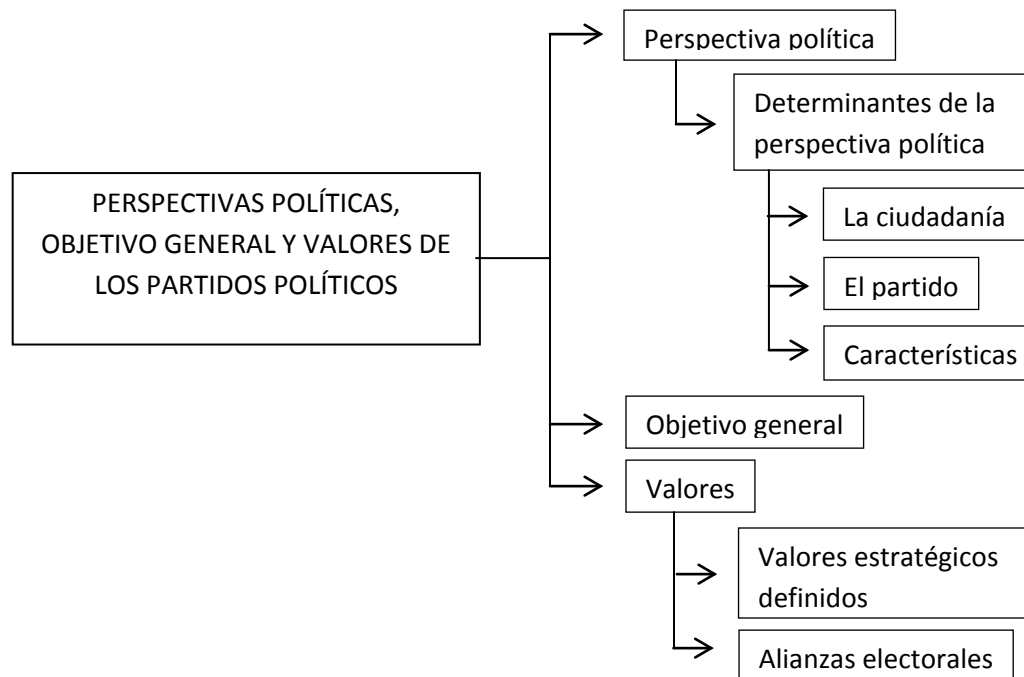 Perspectiva política
Determinantes de la
perspectiva política
PERSPECTIVAS POLÍTICAS,
OBJETIVO GENERAL Y VALORES DE
LOS PARTIDOS POLÍTICOS
La ciudadanía
El partido
Características
Objetivo general
Valores
Valores estratégicos
definidos
Alianzas electorales